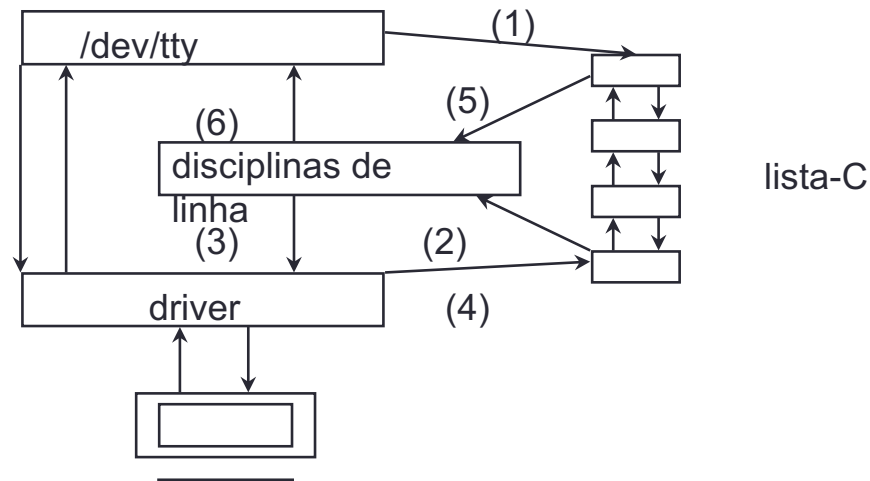 (1)
/dev/tty
(5)
(6)
disciplinas de
linha
lista-C
(3)
(2)
driver
(4)